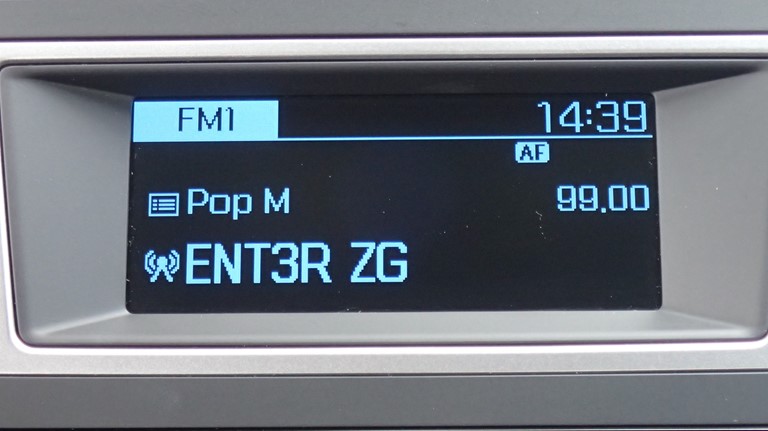 FM1 14:39
AF
Pop M 99.00
ENT3R ZG